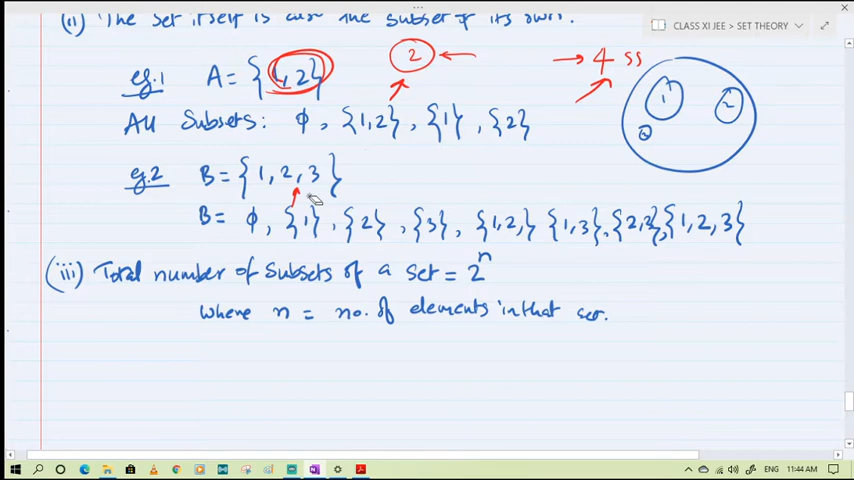 CLASS XI JEE > SET THEORY
(ii) The set itself is also the subset of its own.
eg.1 A = {1,2} 2 ← → 4 ss
1 2
All Subsets: φ, {1,2}, {1}, {2}
eg.2 B = {1, 2, 3}
B = φ, {1}, {2}, {3}, {1,2,} {1,3}, {2,3}, {1,2,3}
(iii) Total number of subsets of a set = 2^n
where n = no. of elements in that set.
ENG 11:44 AM